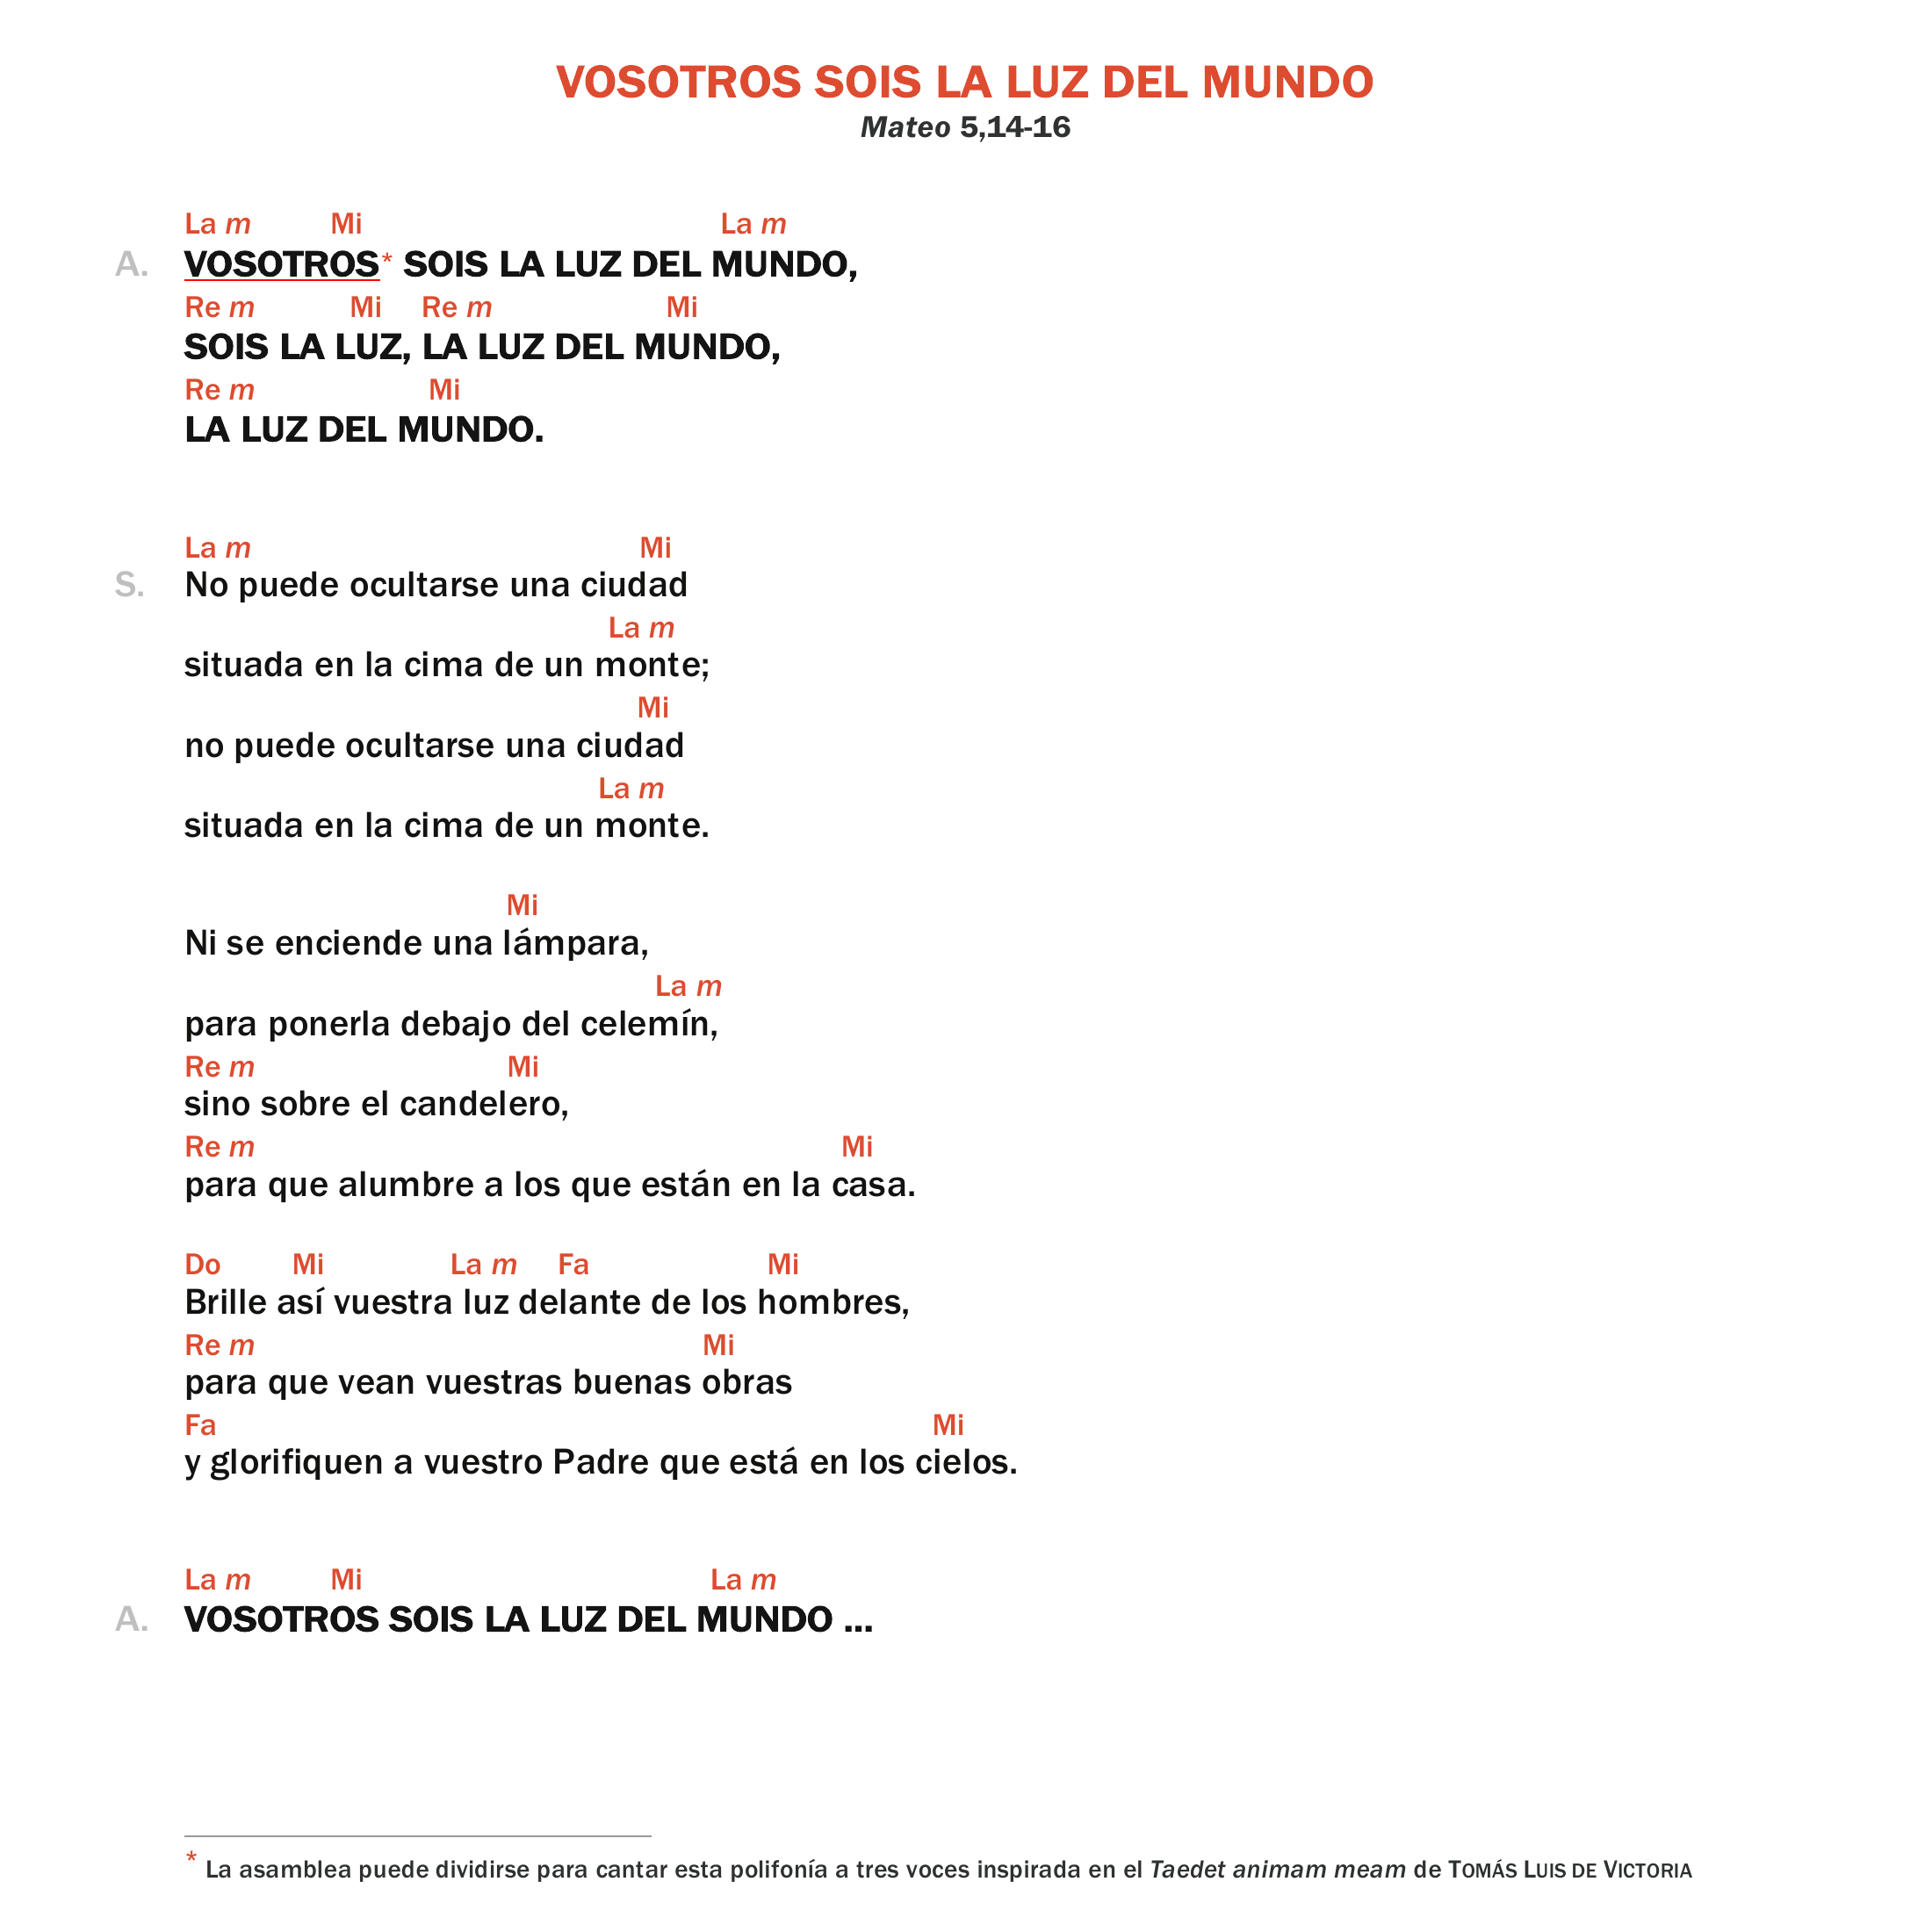 VOSOTROS SOIS LA LUZ DEL MUNDO
Mateo 5,14-16
La m Mi La m
A. VOSOTROS* SOIS LA LUZ DEL MUNDO,
Re m Mi Re m Mi
SOIS LA LUZ, LA LUZ DEL MUNDO,
Re m Mi
LA LUZ DEL MUNDO.
La m Mi
S. No puede ocultarse una ciudad
La m
situada en la cima de un monte;
Mi
no puede ocultarse una ciudad
La m
situada en la cima de un monte.
Mi
Ni se enciende una lámpara,
La m
para ponerla debajo del celemín,
Re m Mi
sino sobre el candelero,
Re m Mi
para que alumbre a los que están en la casa.
Do Mi La m Fa Mi
Brille así vuestra luz delante de los hombres,
Re m Mi
para que vean vuestras buenas obras
Fa Mi
y glorifiquen a vuestro Padre que está en los cielos.
La m Mi La m
A. VOSOTROS SOIS LA LUZ DEL MUNDO ...
* La asamblea puede dividirse para cantar esta polifonía a tres voces inspirada en el Taedet animam meam de TOMÁS LUIS DE VICTORIA